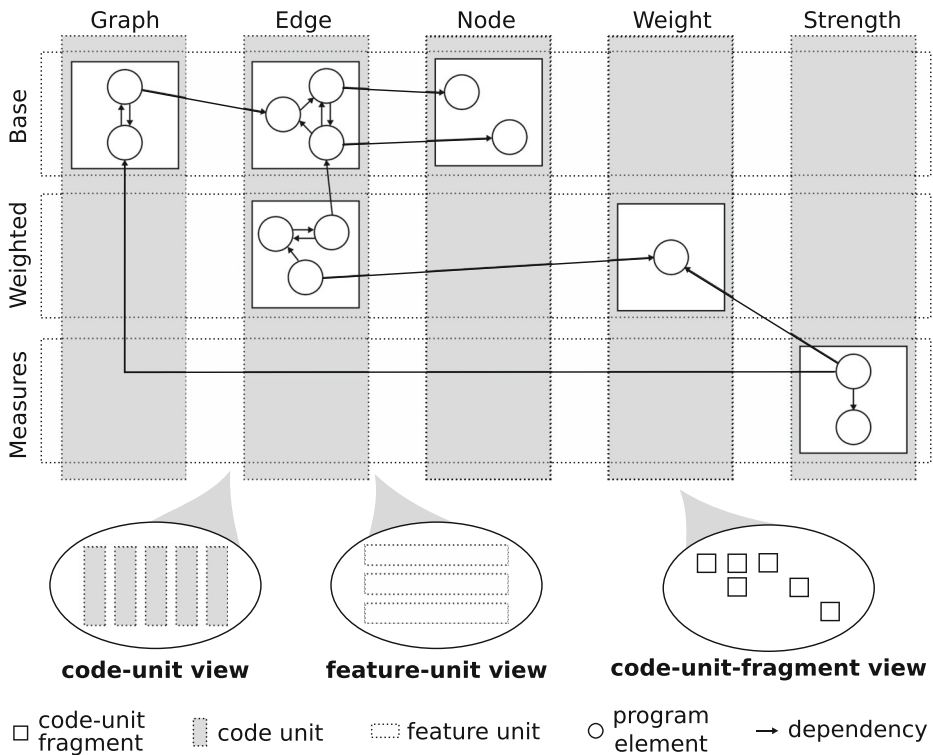 Graph Edge Node Weight Strength
Base
Weighted
Measures
code-unit view feature-unit view code-unit-fragment view
code-unit fragment code unit feature unit program element dependency